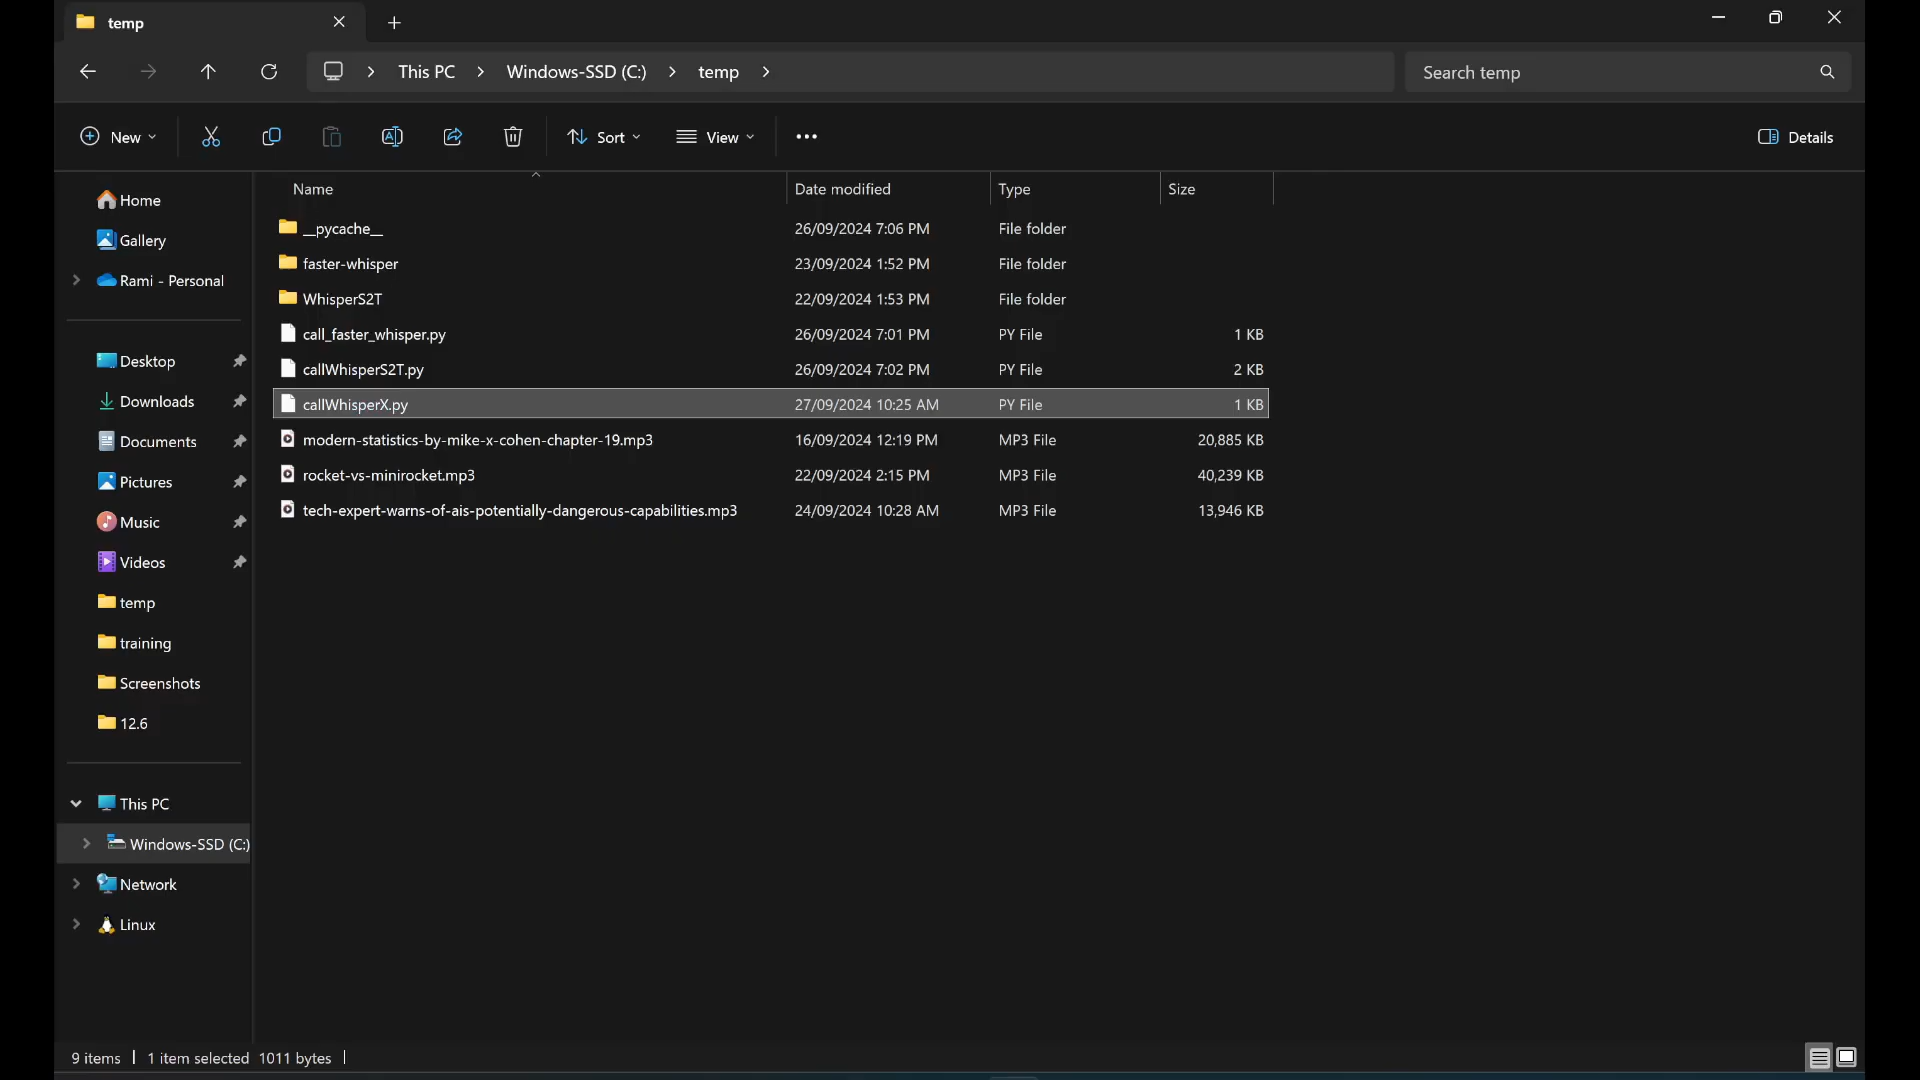 temp
This PC
Windows-SSD (C:)
temp
Search temp
New
Sort
View
Details
Name
Date modified
Type
Size
Home
Gallery
Rami - Personal
Desktop
Downloads
Documents
Pictures
Music
Videos
temp
training
Screenshots
12.6
This PC
Windows-SSD (C:)
Network
Linux
__pycache__ 26/09/2024 7:06 PM File folder
faster-whisper 23/09/2024 1:52 PM File folder
WhisperS2T 22/09/2024 1:53 PM File folder
call_faster_whisper.py 26/09/2024 7:01 PM PY File 1 KB
callWhisperS2T.py 26/09/2024 7:02 PM PY File 2 KB
callWhisperX.py 27/09/2024 10:25 AM PY File 1 KB
modern-statistics-by-mike-x-cohen-chapter-19.mp3 16/09/2024 12:19 PM MP3 File 20,885 KB
rocket-vs-minirocket.mp3 22/09/2024 2:15 PM MP3 File 40,239 KB
tech-expert-warns-of-ais-potentially-dangerous-capabilities.mp3 24/09/2024 10:28 AM MP3 File 13,946 KB
9 items
1 item selected 1011 bytes